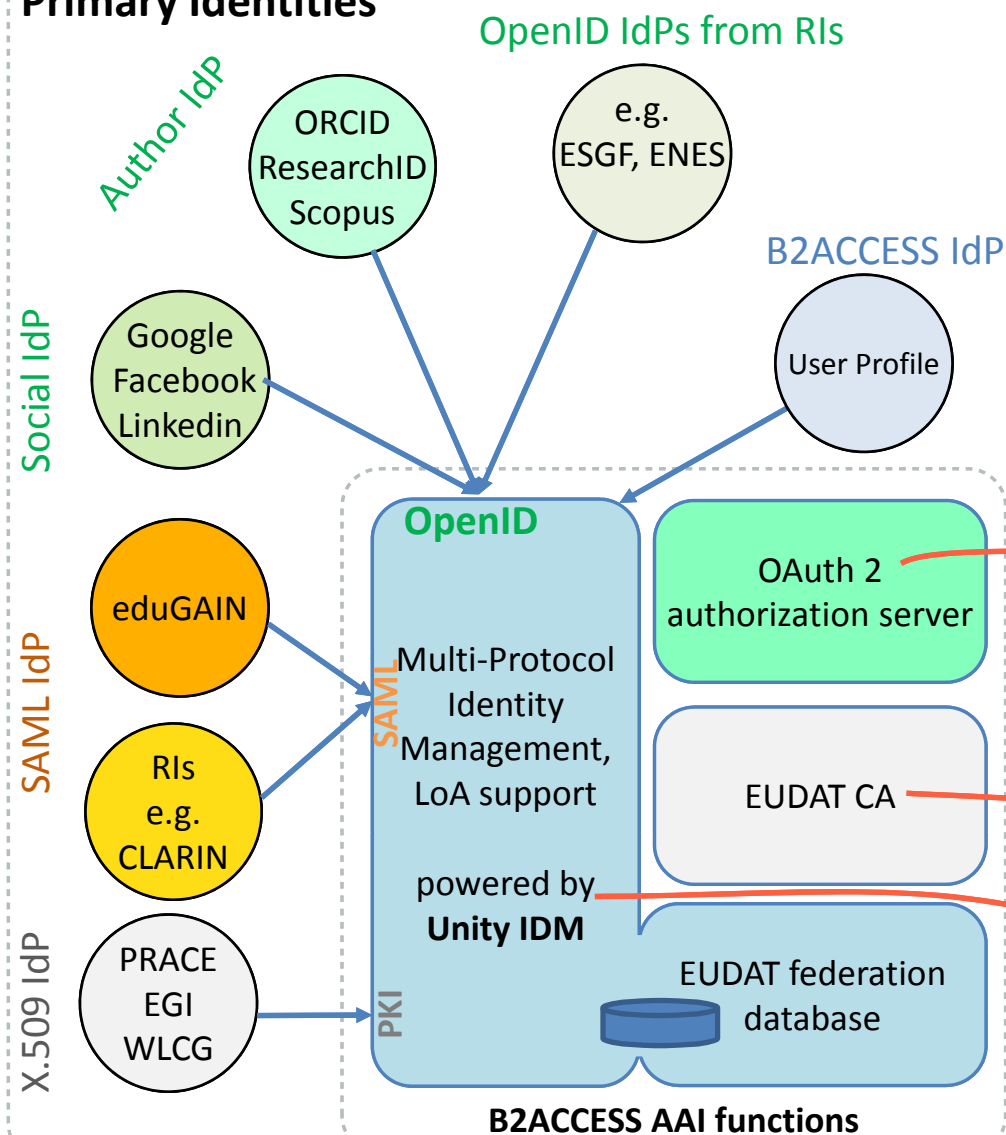 Primary Identities
OpenID IdPs from RIs
Author IdP
ORCID
ResearchID
Scopus
e.g.
ESGF, ENES
B2ACCESS IdP
User Profile
Social IdP
Google
Facebook
Linkedin
OpenID
OAuth 2
authorization server
SAML IdP
eduGAIN
RIs
e.g.
CLARIN
SAML
Multi-Protocol
Identity
Management,
LoA support
EUDAT CA
powered by
Unity IDM
X.509 IdP
PRACE
EGI
WLCG
PKI
EUDAT federation
database
B2ACCESS AAI functions